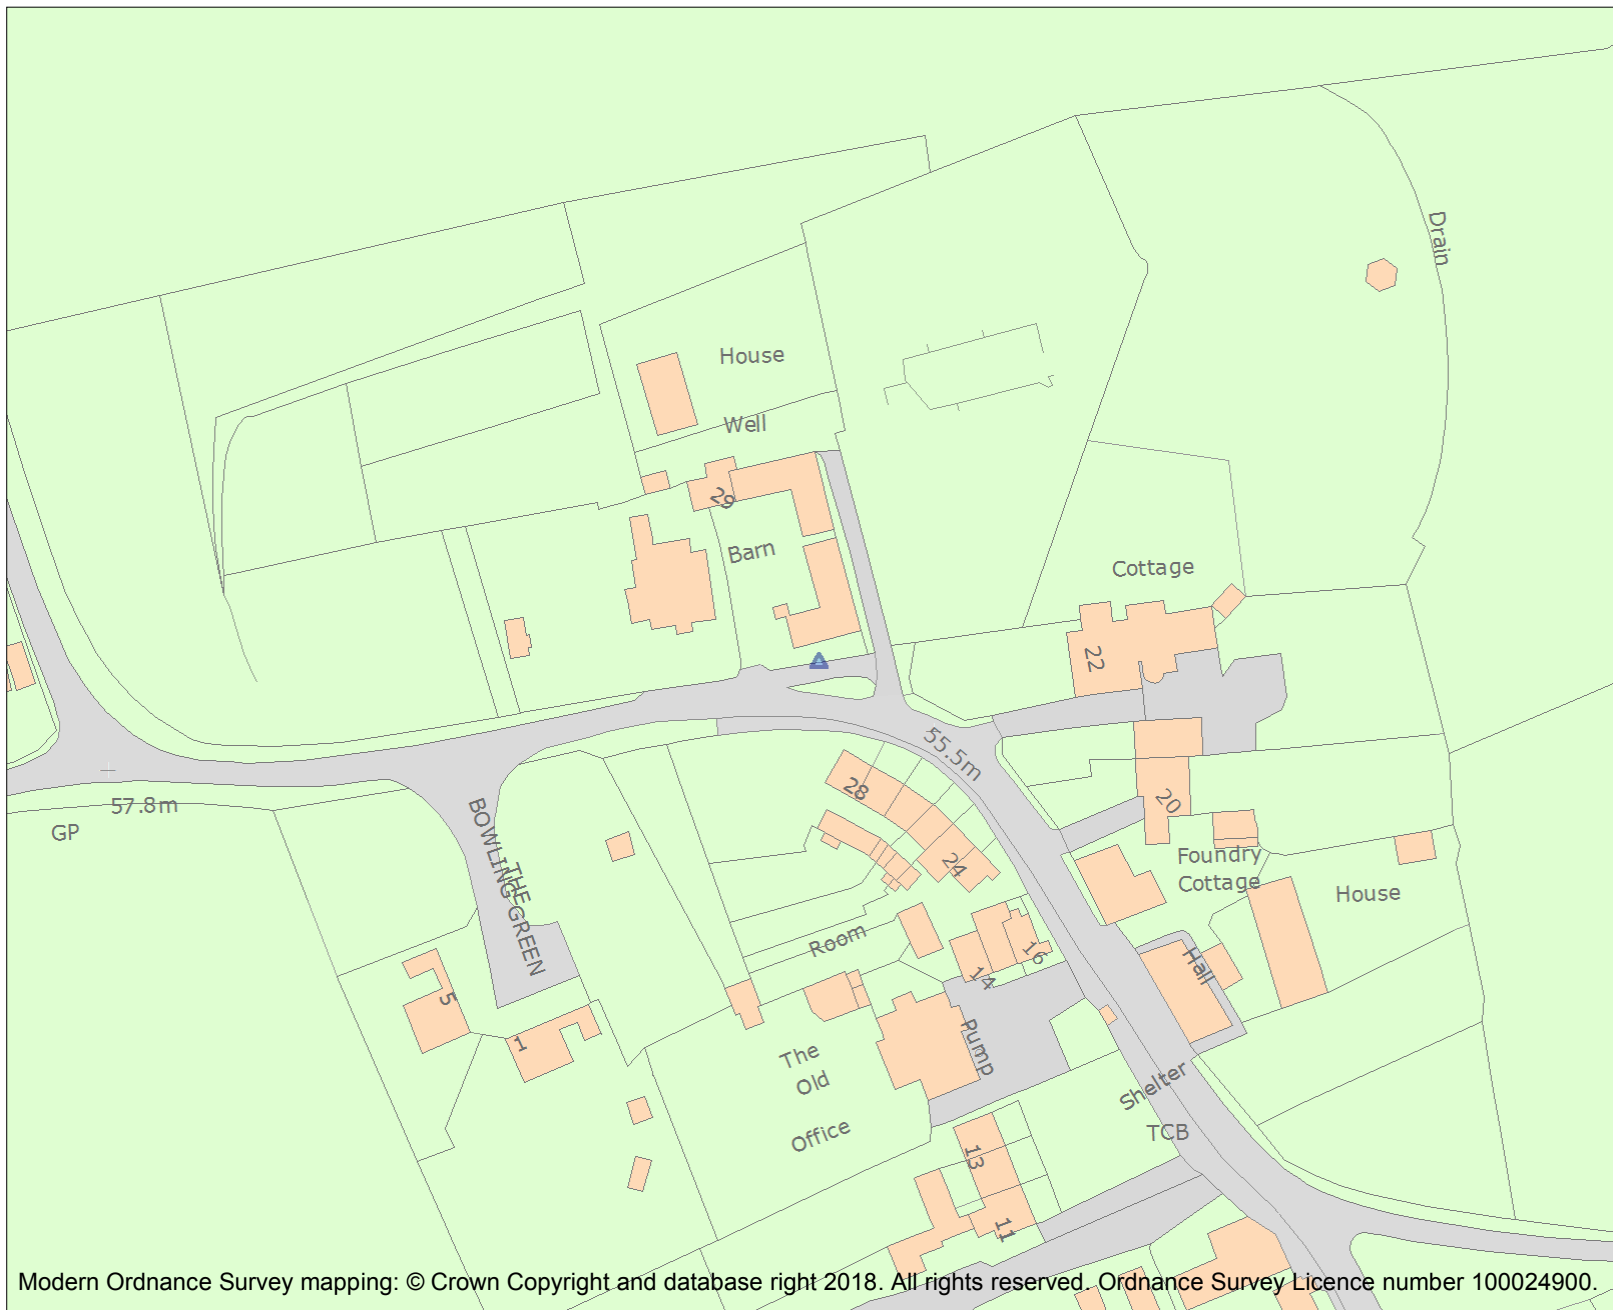 Drain
House
Well
29
Barn
Cottage
22
55.5m
28
20
57.8m
GP
THE
BOWLING GREEN
24
Foundry
Cottage
House
Room
16
14
Hall
5
1
Pump
The
Old
Office
Shelter
TCB
13
11
Modern Ordnance Survey mapping: © Crown Copyright and database right 2018. All rights reserved. Ordnance Survey Licence number 100024900.